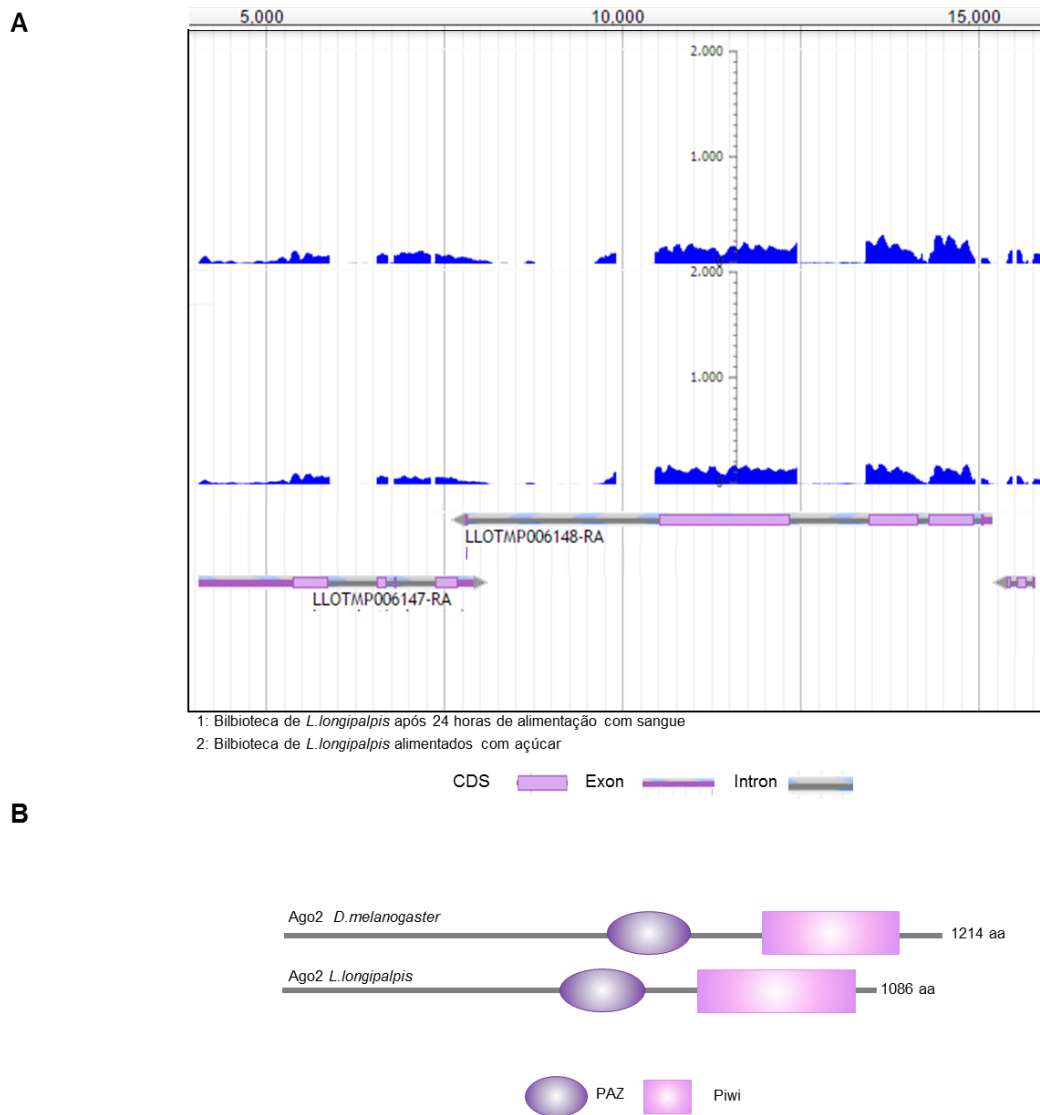 A
5,000 10,000 15,000
2.000
1.000
0
2.000
1.000
0
LLOTMP006148-RA
LLOTMP006147-RA
1: Bilbioteca de L.longipalpis após 24 horas de alimentação com sangue
2: Bilbioteca de L.longipalpis alimentados com açúcar
CDS Exon Intron
B
Ago2 D.melanogaster 1214 aa
Ago2 L.longipalpis 1086 aa
PAZ Piwi